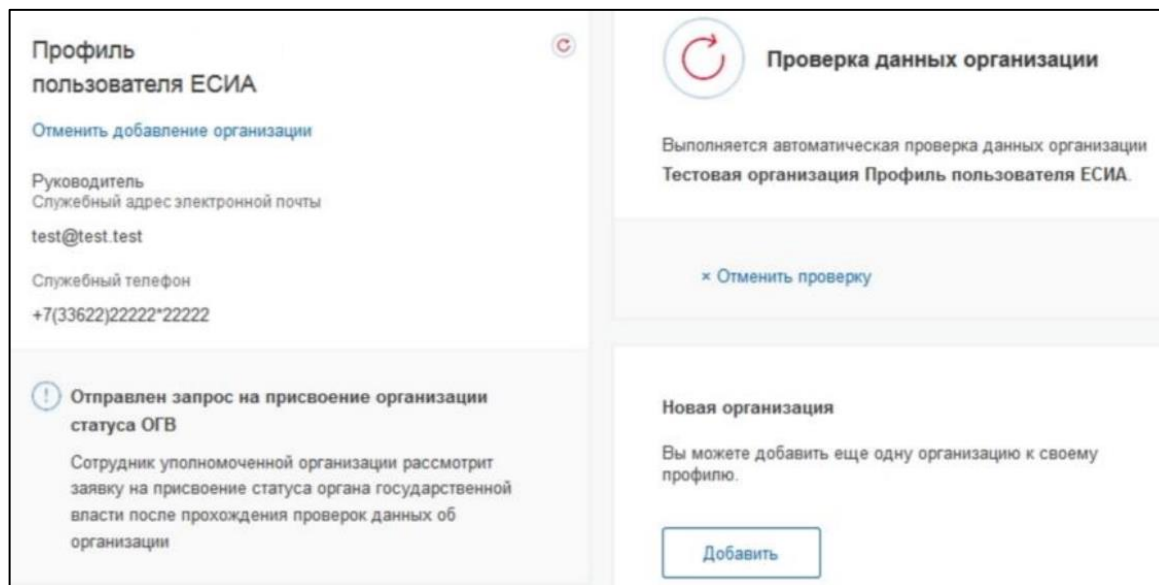 Профиль
пользователя ЕСИА
Отменить добавление организации
Руководитель
Служебный адрес электронной почты
test@test.test
Служебный телефон
+7(33622)22222*22222
Отправлен запрос на присвоение организации
статуса ОГВ
Сотрудник уполномоченной организации рассмотрит
заявку на присвоение статуса органа государственной
власти после прохождения проверок данных об
организации
Проверка данных организации
Выполняется автоматическая проверка данных организации
Тестовая организация Профиль пользователя ЕСИА.
× Отменить проверку
Новая организация
Вы можете добавить еще одну организацию к своему
профилю.
Добавить